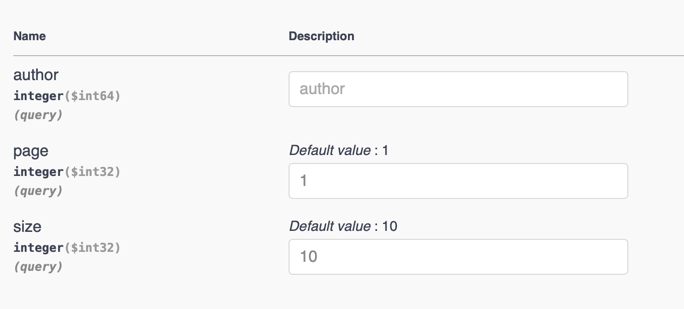 Name Description
author
integer($int64)
(query)
author
page
integer($int32)
(query)
Default value : 1
1
size
integer($int32)
(query)
Default value : 10
10